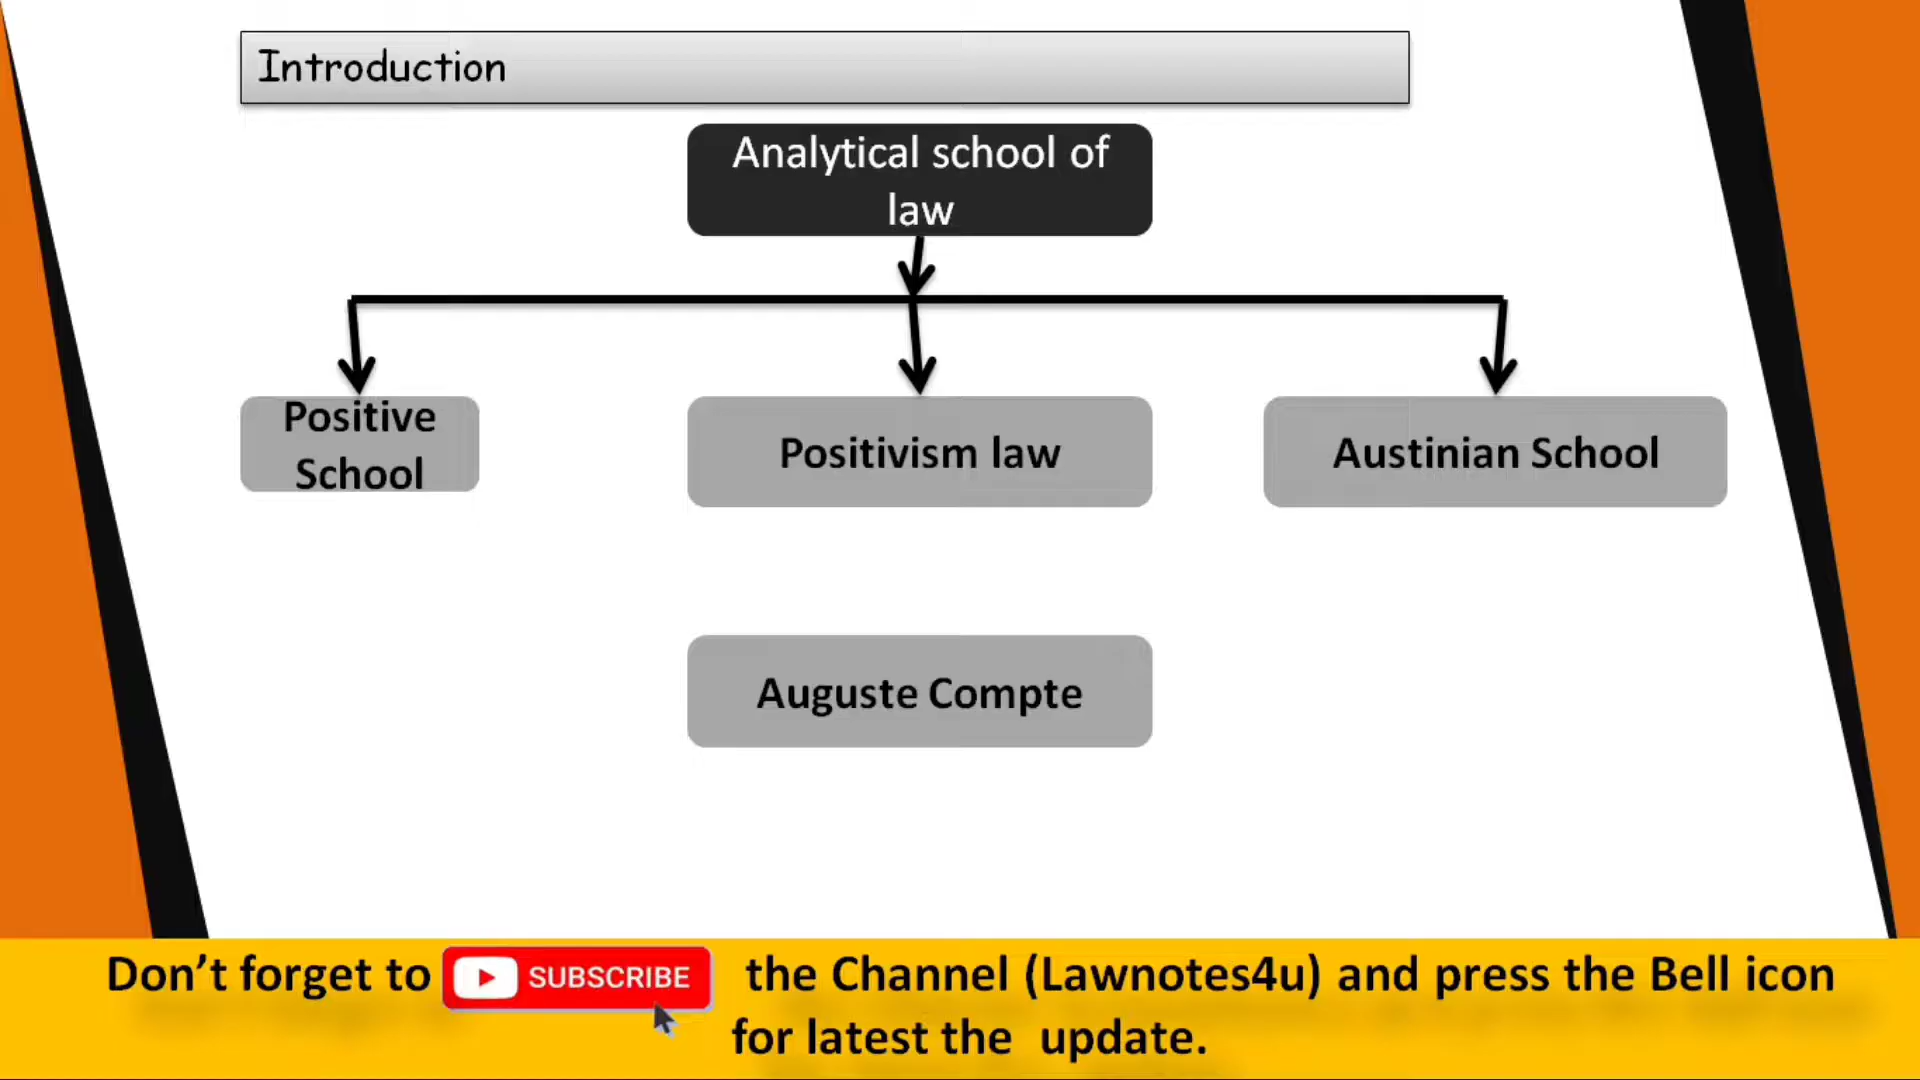 Introduction
Analytical school of
law
Positive
School
Positivism law
Austinian School
Auguste Compte
Don't forget to SUBSCRIBE the Channel (Lawnotes4u) and press the Bell icon
for latest the update.